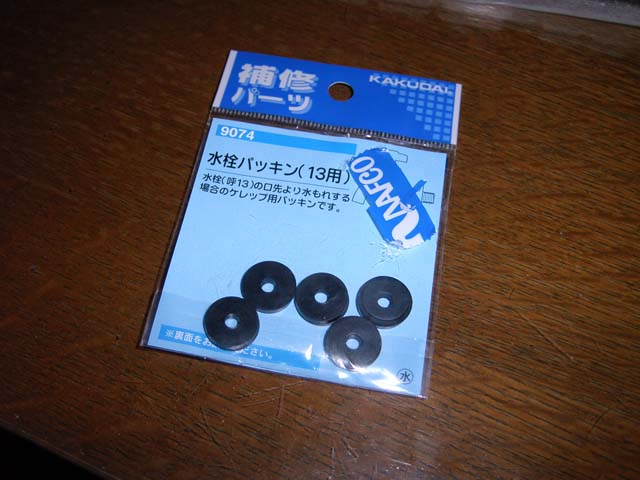 補修
パーツ
KAKUDAI
9074
水栓パッキン(13用)
水栓(呼13)の口先より水もれする
場合のケレップ用パッキンです。
NAFCO
※裏面をお ください。
水